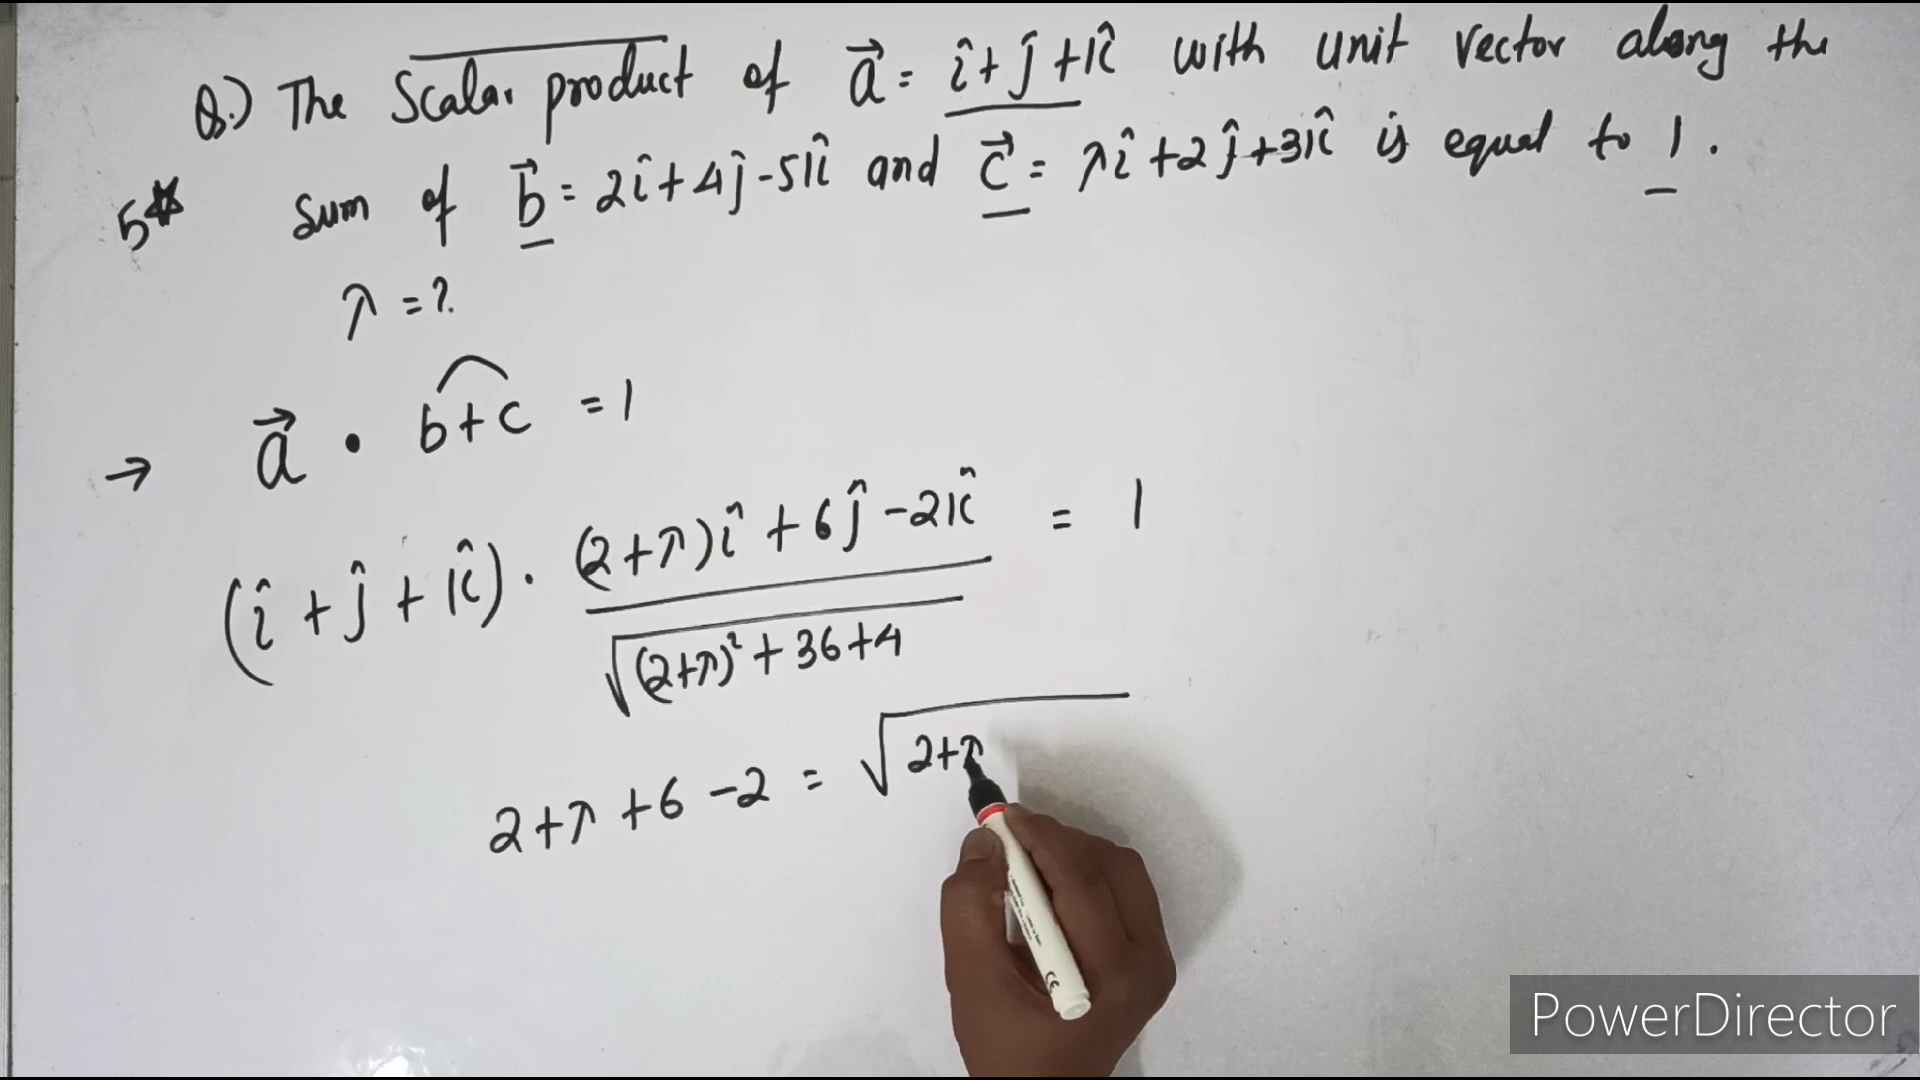 Q.) The Scalar product of a⃗ = î + ĵ + k̂ with unit vector along the
5* Sum of b⃗ = 2î + 4ĵ - 5k̂ and c⃗ = λî + 2ĵ + 3k̂ is equal to 1.
λ = ?
→ a⃗ • b+c = 1
(î + ĵ + k̂) · (2+λ)î + 6ĵ - 2k̂ = 1
√(2+λ)² + 36 + 4
2+λ + 6 - 2 = √2+λ
CE
PowerDirector